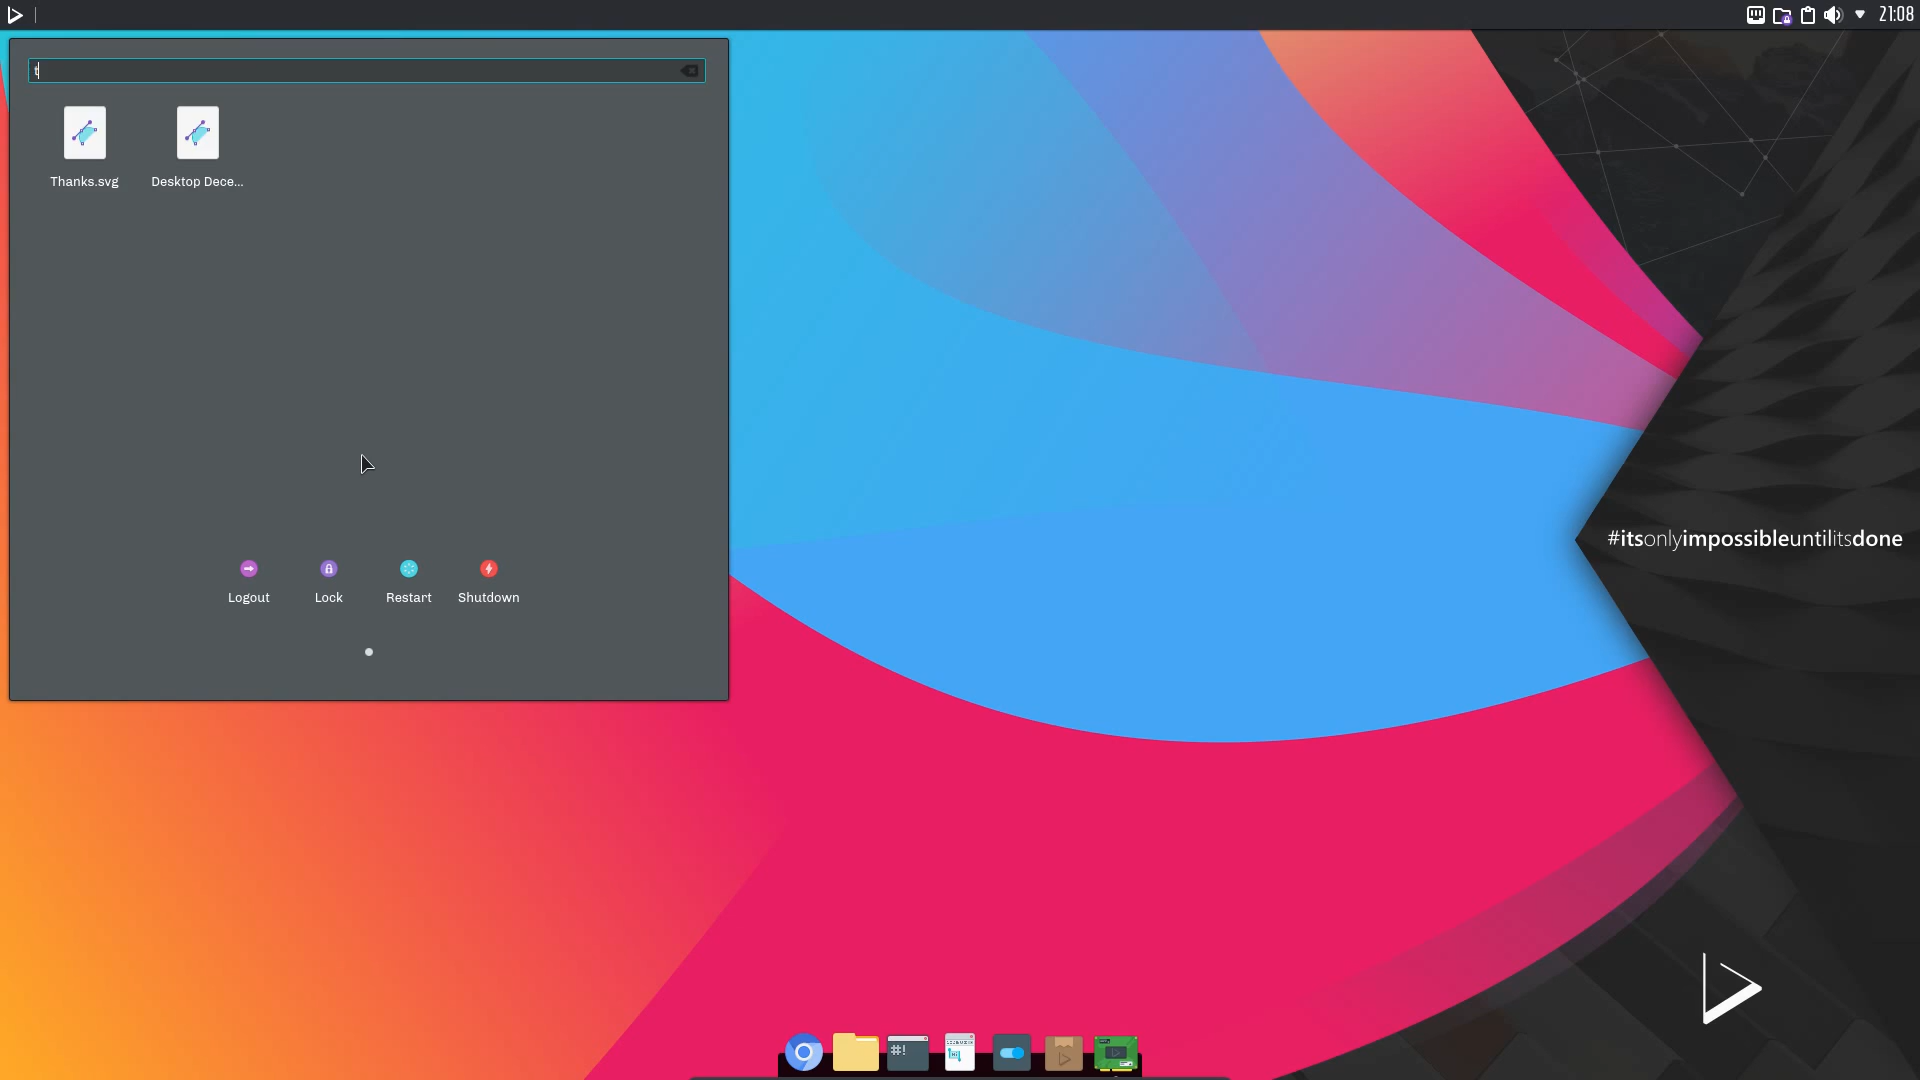 21:08
t
Thanks.svg
Desktop Dece...
#itsonlyimpossibleuntilitsdone
Logout
Lock
Restart
Shutdown
#!